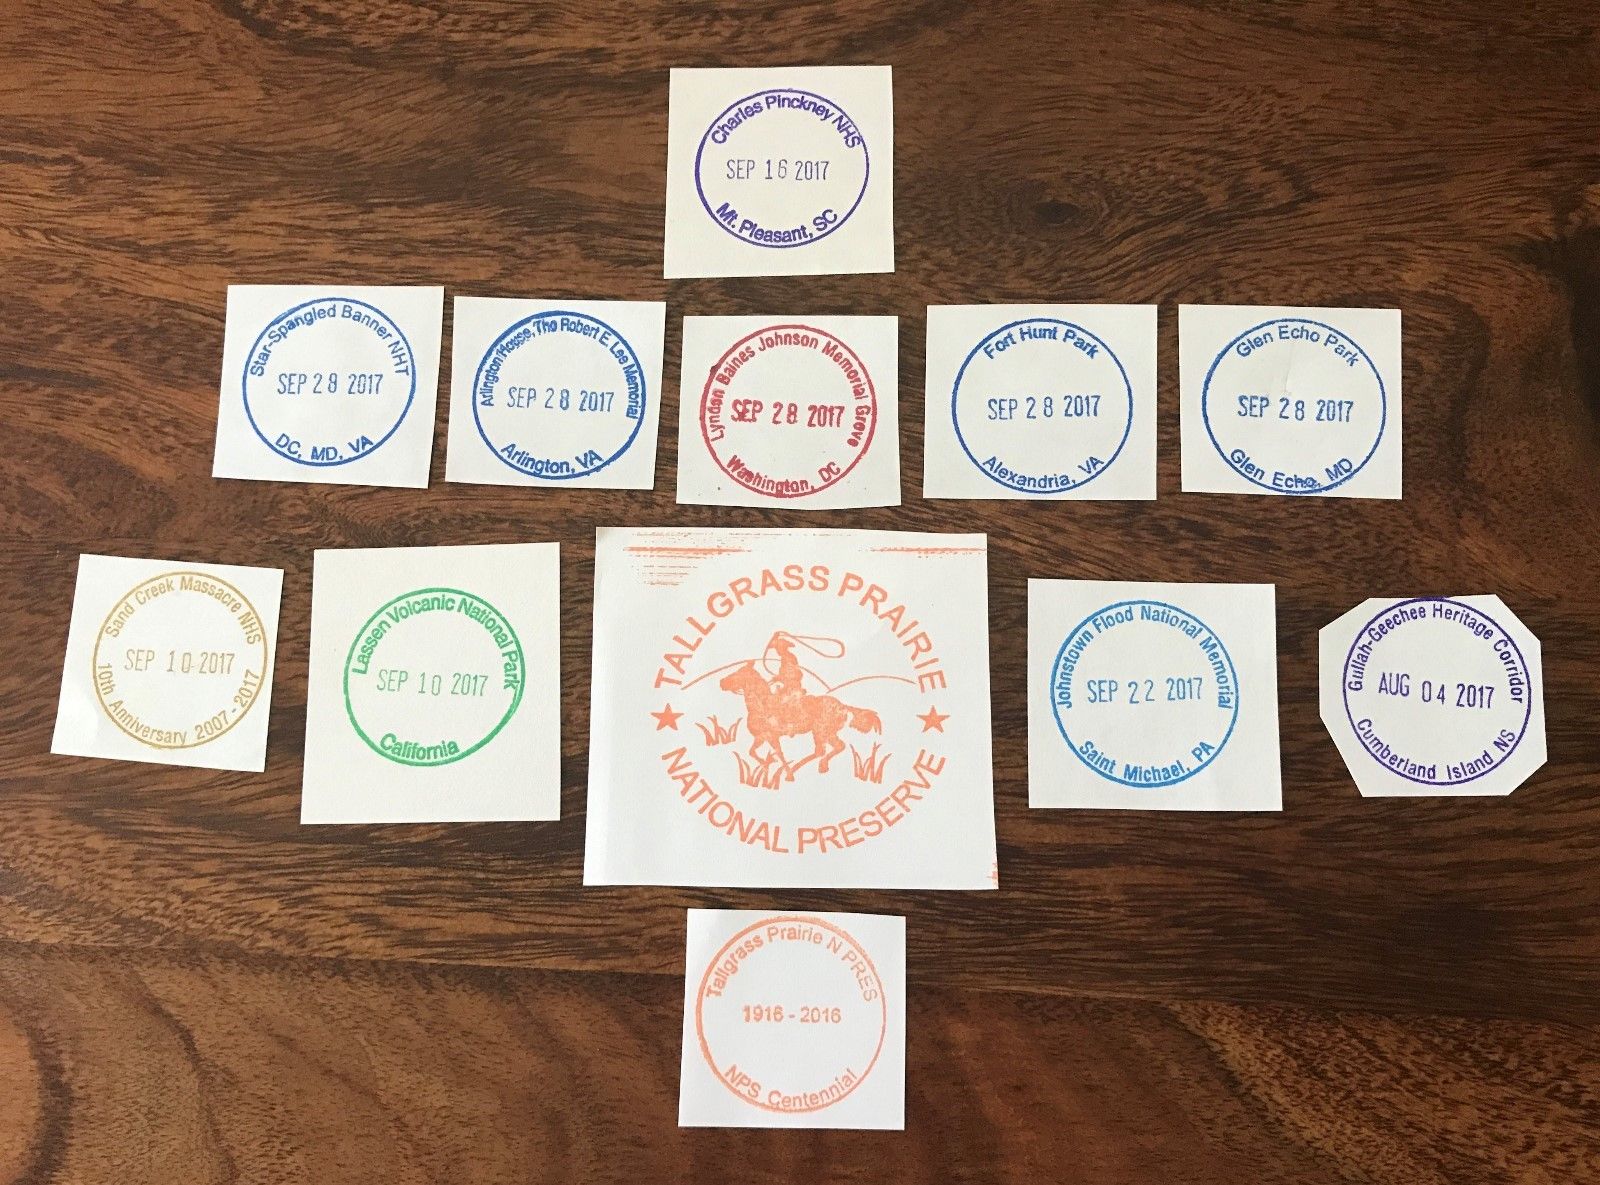 Charles Pinckney NHS
SEP 16 2017
Mt. Pleasant, SC
Star-Spangled Banner NHT
SEP 28 2017
DC, MD, VA
Arlington House, The Robert E. Lee Memorial
SEP 28 2017
Arlington, VA
Lyndon Baines Johnson Memorial Grove
SEP 28 2017
Washington, DC
Fort Hunt Park
SEP 28 2017
Alexandria, VA
Glen Echo Park
SEP 28 2017
Glen Echo, MD
Sand Creek Massacre NHS
SEP 10 2017
10th Anniversary 2007-2017
Lassen Volcanic National Park
SEP 10 2017
California
TALLGRASS PRAIRIE
NATIONAL PRESERVE
Johnstown Flood National Memorial
SEP 22 2017
Saint Michael, PA
Gullah-Geechee Heritage Corridor
AUG 04 2017
Cumberland Island NS
Tallgrass Prairie N PRES
1916 - 2016
NPS Centennial